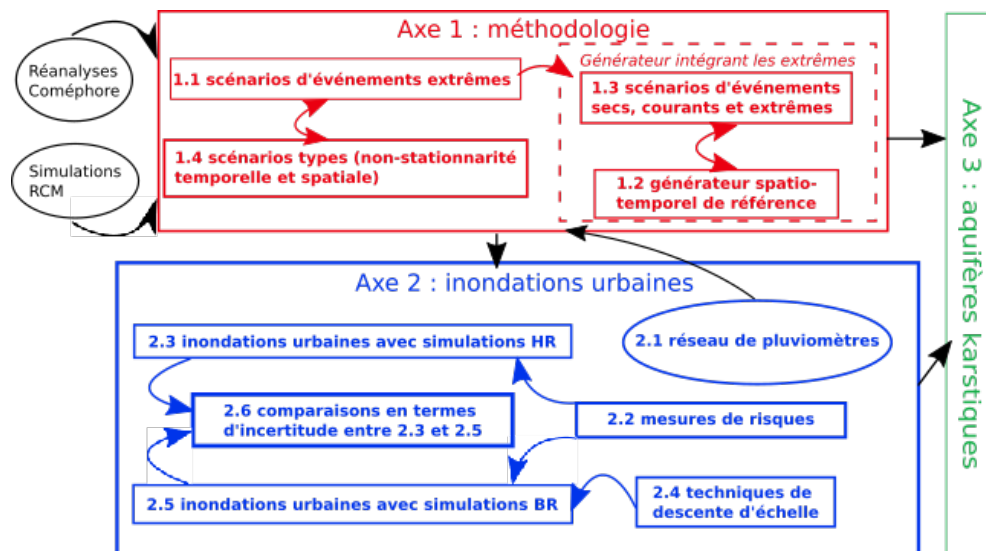 Axe 1 : méthodologie
Réanalyses
Coméphore
Simulations
RCM
1.1 scénarios d'événements extrêmes
1.4 scénarios types (non-stationnarité
temporelle et spatiale)
Générateur intégrant les extrêmes
1.3 scénarios d'événements
secs, courants et extrêmes
1.2 générateur spatio-
temporel de référence
Axe 2 : inondations urbaines
2.1 réseau de pluviomètres
2.3 inondations urbaines avec simulations HR
2.6 comparaisons en termes
d'incertitude entre 2.3 et 2.5
2.2 mesures de risques
2.5 inondations urbaines avec simulations BR
2.4 techniques de
descente d'échelle
Axe 3 : aquifères karstiques